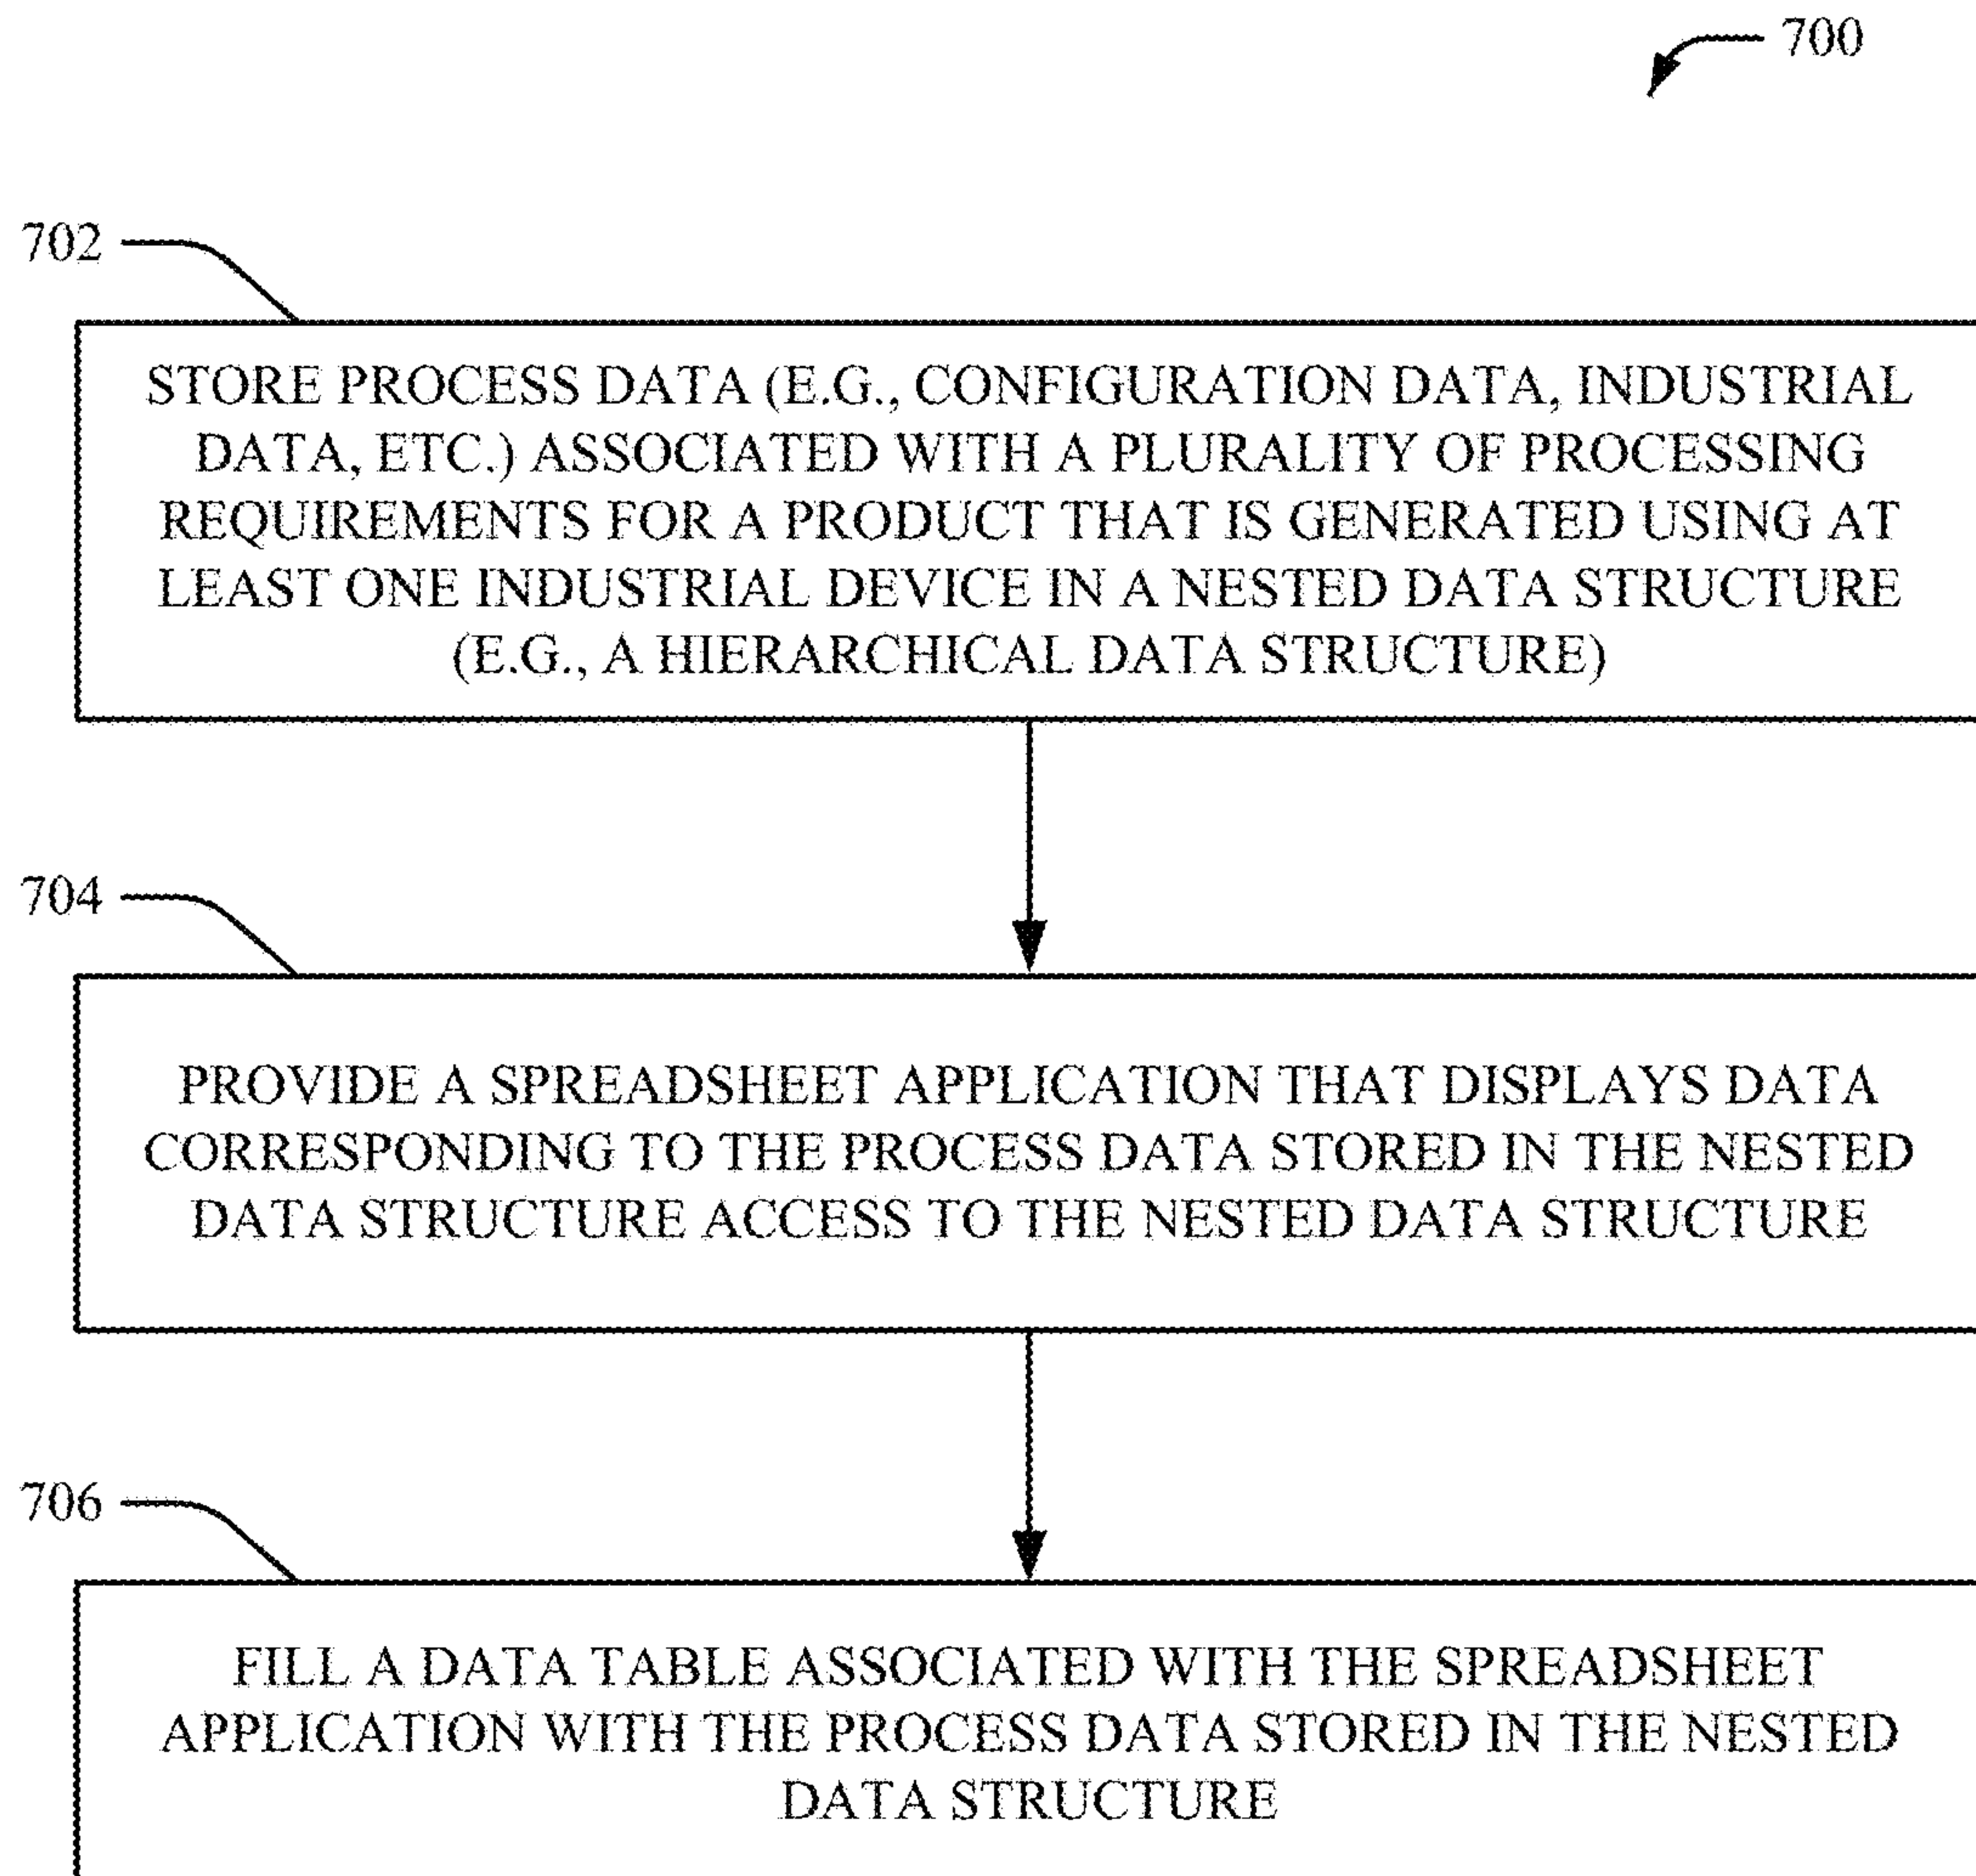 700
702
STORE PROCESS DATA (E.G., CONFIGURATION DATA, INDUSTRIAL
DATA, ETC.) ASSOCIATED WITH A PLURALITY OF PROCESSING
REQUIREMENTS FOR A PRODUCT THAT IS GENERATED USING AT
LEAST ONE INDUSTRIAL DEVICE IN A NESTED DATA STRUCTURE
(E.G., A HIERARCHICAL DATA STRUCTURE)
704
PROVIDE A SPREADSHEET APPLICATION THAT DISPLAYS DATA
CORRESPONDING TO THE PROCESS DATA STORED IN THE NESTED
DATA STRUCTURE ACCESS TO THE NESTED DATA STRUCTURE
706
FILL A DATA TABLE ASSOCIATED WITH THE SPREADSHEET
APPLICATION WITH THE PROCESS DATA STORED IN THE NESTED
DATA STRUCTURE